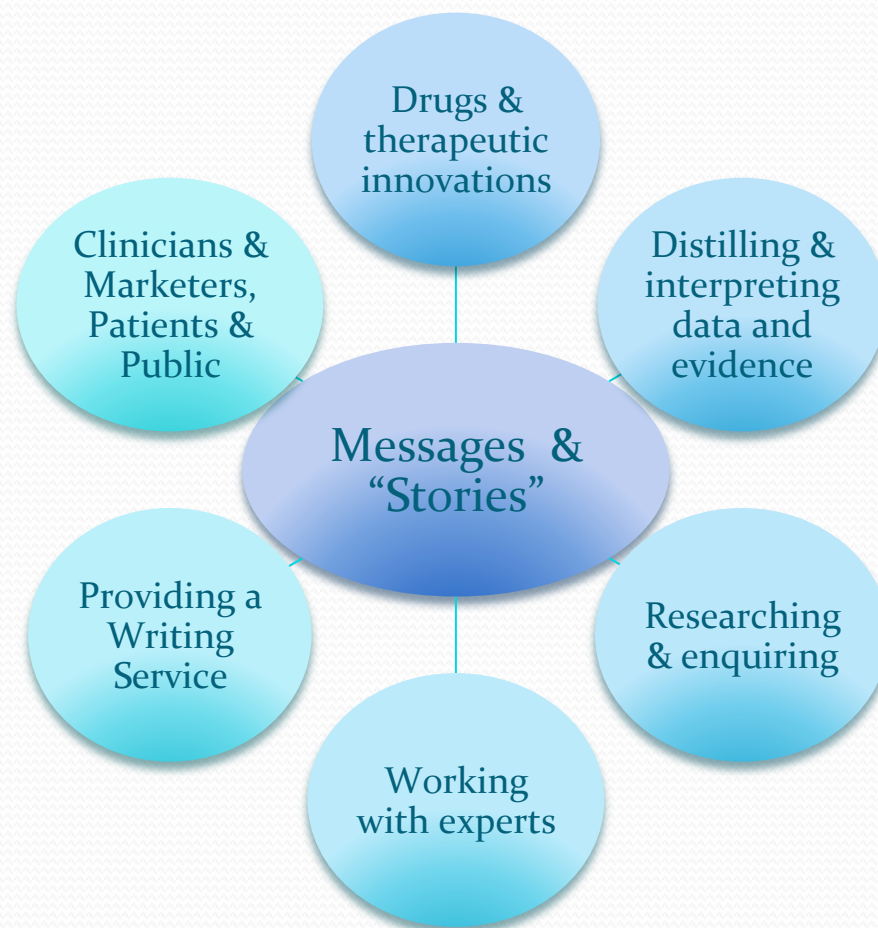 Drugs &
therapeutic
innovations
Distilling &
interpreting
data and
evidence
Researching
& enquiring
Working
with experts
Providing a
Writing
Service
Clinicians &
Marketers,
Patients &
Public
Messages &
“Stories”